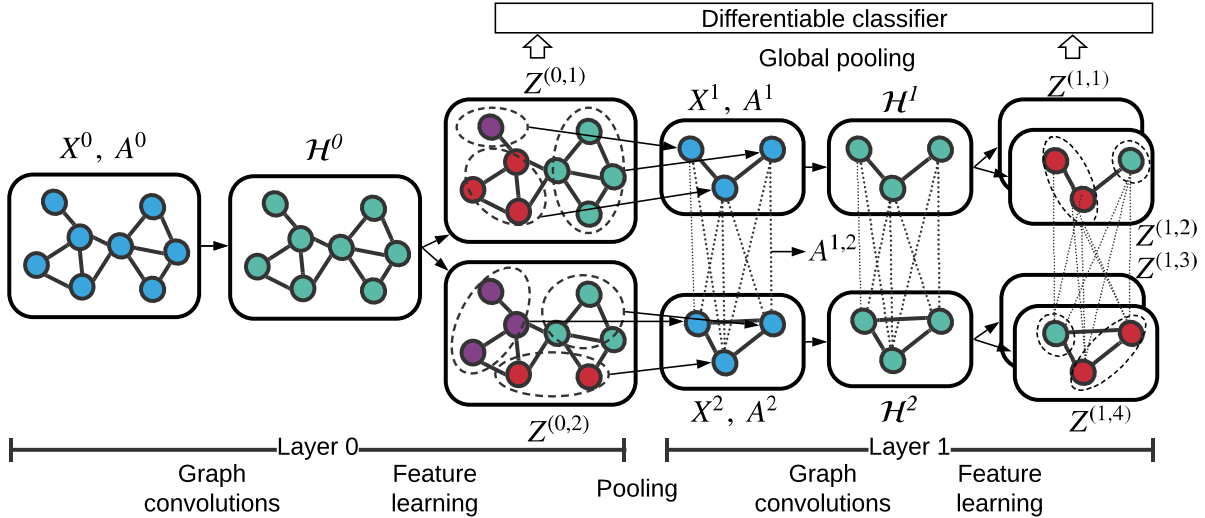 Differentiable classifier
Global pooling
Z^(0,1)
X^1, A^1
ℋ^1
Z^(1,1)
X^0, A^0
ℋ^0
A^1,2
Z^(1,2)
Z^(1,3)
Z^(0,2)
X^2, A^2
ℋ^2
Z^(1,4)
Layer 0
Layer 1
Graph convolutions
Feature learning
Pooling
Graph convolutions
Feature learning